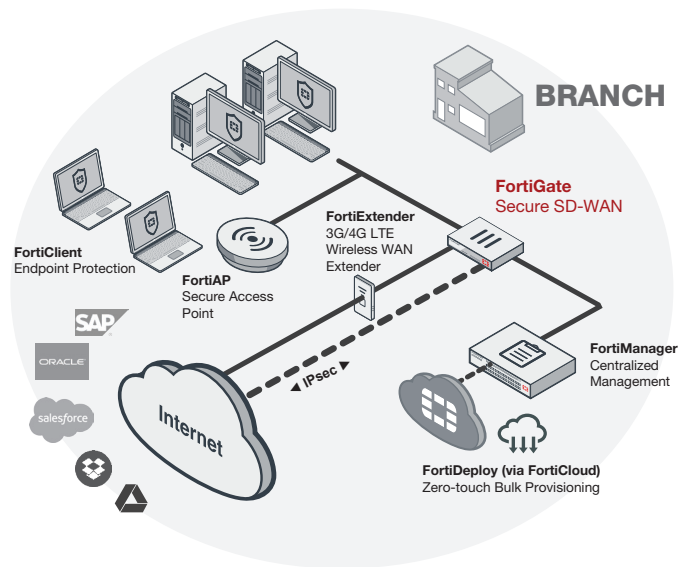 BRANCH
FortiGate
Secure SD-WAN
FortiExtender
3G/4G LTE
Wireless WAN
Extender
FortiClient
Endpoint Protection
FortiAP
Secure Access
Point
SAP
ORACLE
salesforce
Internet
◄ IPsec ►
FortiManager
Centralized
Management
FortiDeploy (via FortiCloud)
Zero-touch Bulk Provisioning